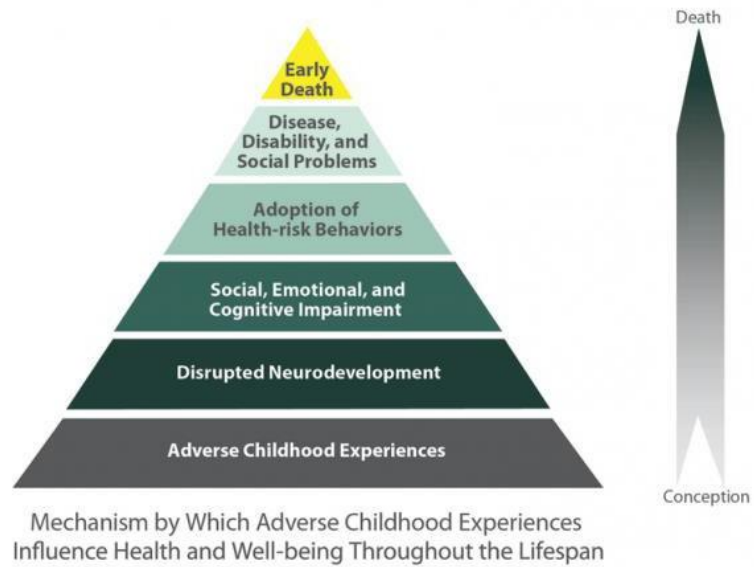 Death
Early
Death
Disease,
Disability, and
Social Problems
Adoption of
Health-risk Behaviors
Social, Emotional, and
Cognitive Impairment
Disrupted Neurodevelopment
Adverse Childhood Experiences
Conception
Mechanism by Which Adverse Childhood Experiences
Influence Health and Well-being Throughout the Lifespan